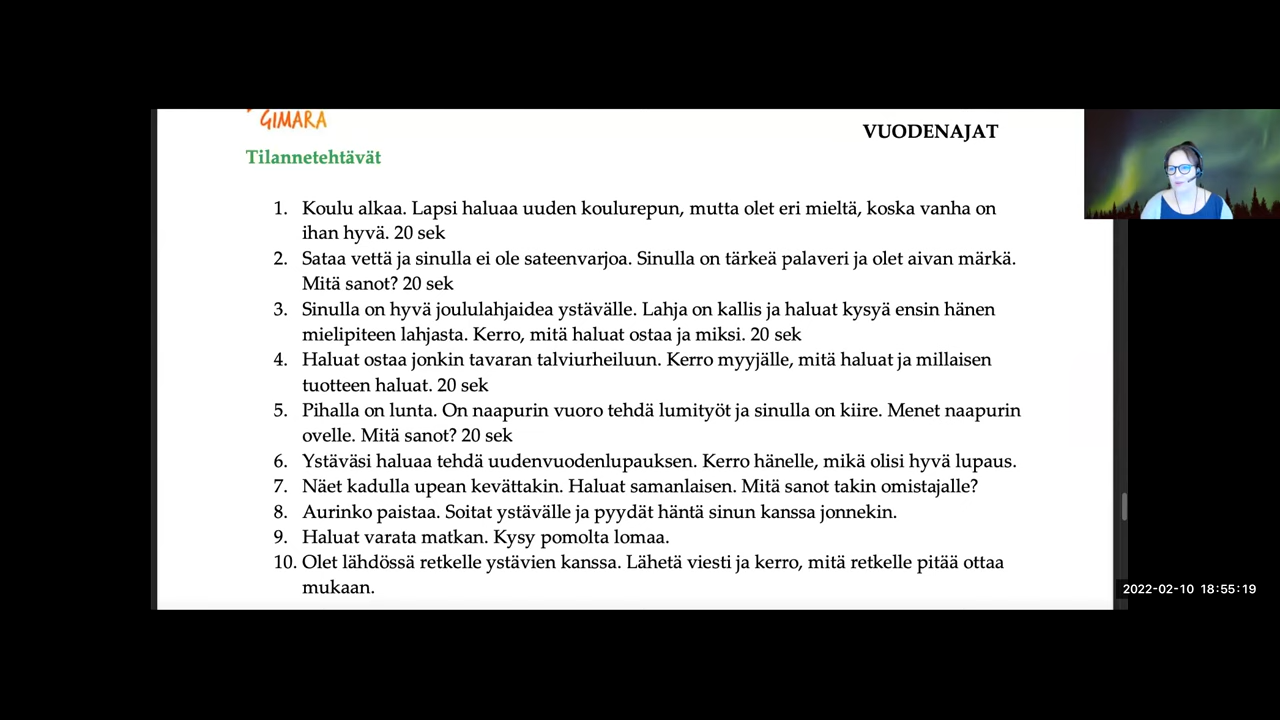 GIMARA
VUODENAJAT
Tilannetehtävät
1. Koulu alkaa. Lapsi haluaa uuden koulurepun, mutta olet eri mieltä, koska vanha on
ihan hyvä. 20 sek
2. Sataa vettä ja sinulla ei ole sateenvarjoa. Sinulla on tärkeä palaveri ja olet aivan märkä.
Mitä sanot? 20 sek
3. Sinulla on hyvä joululahjaidea ystävälle. Lahja on kallis ja haluat kysyä ensin hänen
mielipiteen lahjasta. Kerro, mitä haluat ostaa ja miksi. 20 sek
4. Haluat ostaa jonkin tavaran talviurheiluun. Kerro myyjälle, mitä haluat ja millaisen
tuotteen haluat. 20 sek
5. Pihalla on lunta. On naapurin vuoro tehdä lumityöt ja sinulla on kiire. Menet naapurin
ovelle. Mitä sanot? 20 sek
6. Ystäväsi haluaa tehdä uudenvuodenlupauksen. Kerro hänelle, mikä olisi hyvä lupaus.
7. Näet kadulla upean kevättakin. Haluat samanlaisen. Mitä sanot takin omistajalle?
8. Aurinko paistaa. Soitat ystävälle ja pyydät häntä sinun kanssa jonnekin.
9. Haluat varata matkan. Kysy pomolta lomaa.
10. Olet lähdössä retkelle ystävien kanssa. Lähetä viesti ja kerro, mitä retkelle pitää ottaa
mukaan.
2022-02-10 18:55:19